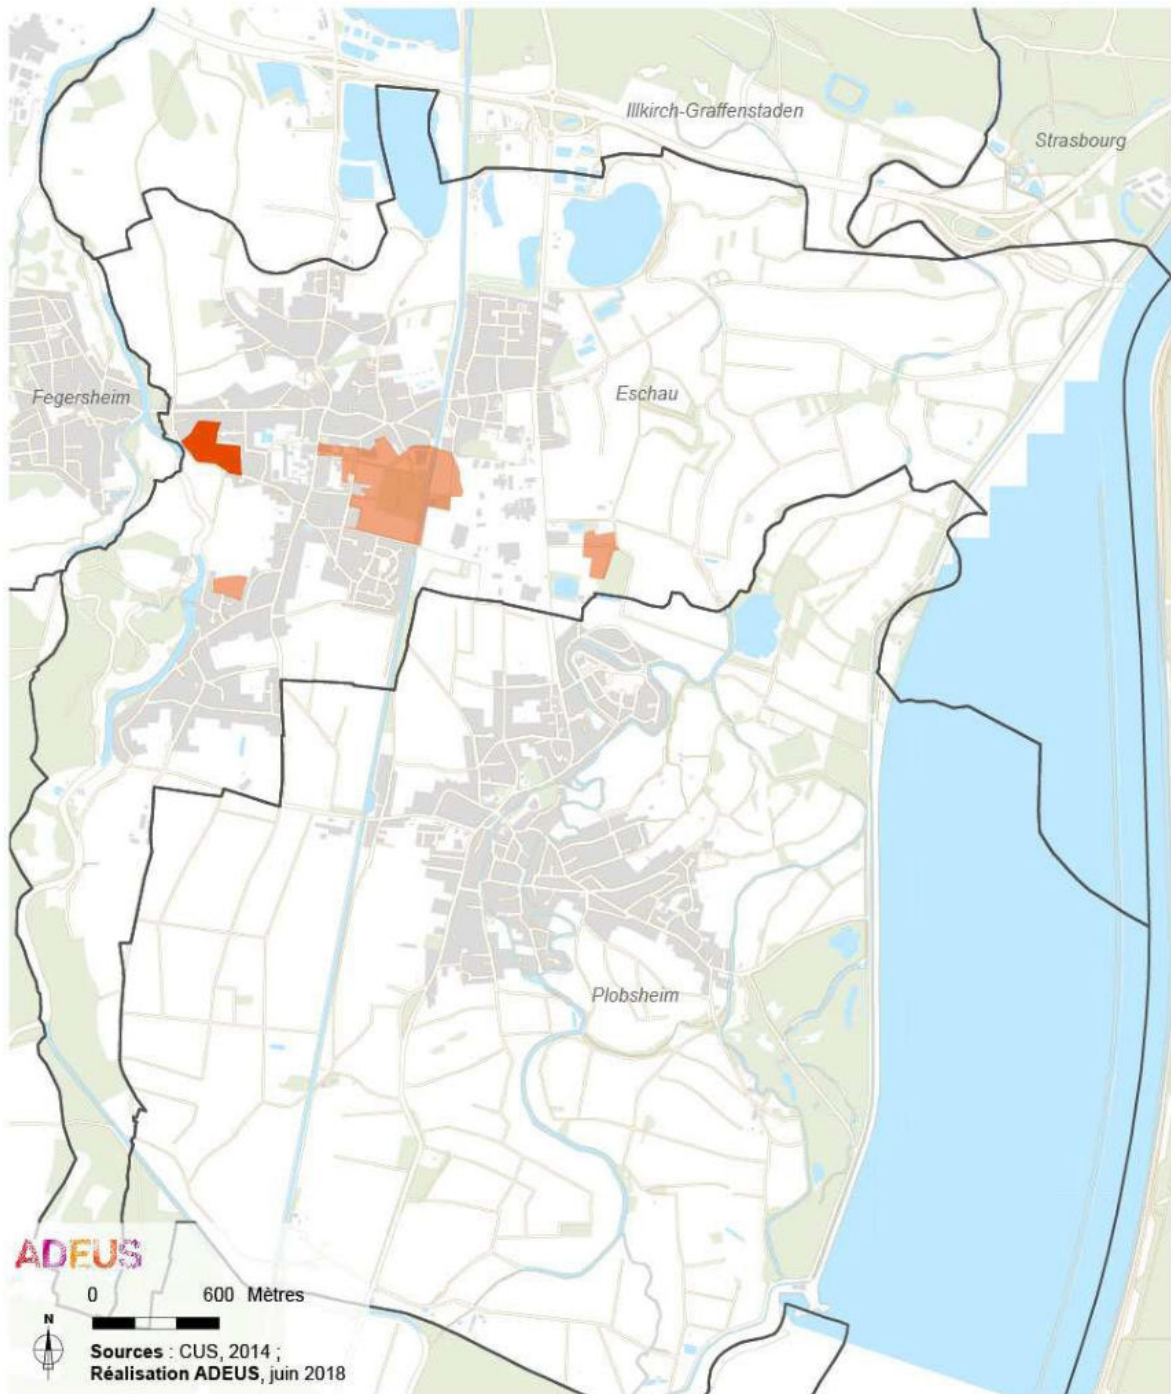 Illkirch-Graffenstaden
Strasbourg
Fegersheim
Eschau
Plobsheim
ADEUS
0 600 Mètres
N
Sources : CUS, 2014 ;
Réalisation ADEUS, juin 2018